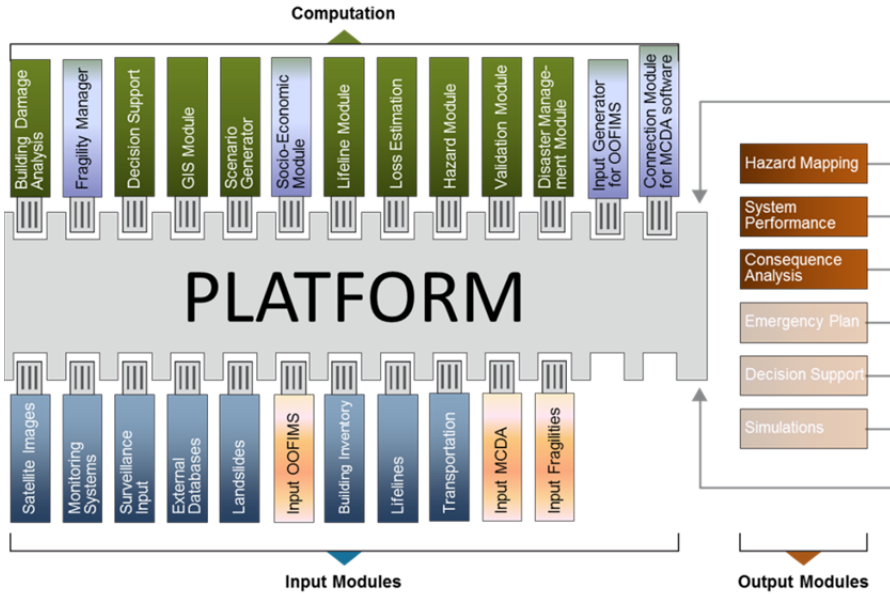 Computation
Building Damage
Analysis
Fragility Manager
Decision Support
GIS Module
Scenario
Generator
Socio-Economic
Module
Lifeline Module
Loss Estimation
Hazard Module
Validation Module
Disaster Manage-
ment Module
Input Generator
for OOFIMS
Connection Module
for MCDA software
PLATFORM
Satellite Images
Monitoring
Systems
Surveillance
Input
External
Databases
Landslides
Input OOFIMS
Building Inventory
Lifelines
Transportation
Input MCDA
Input Fragilities
Input Modules
Hazard Mapping
System
Performance
Consequence
Analysis
Emergency Plan
Decision Support
Simulations
Output Modules